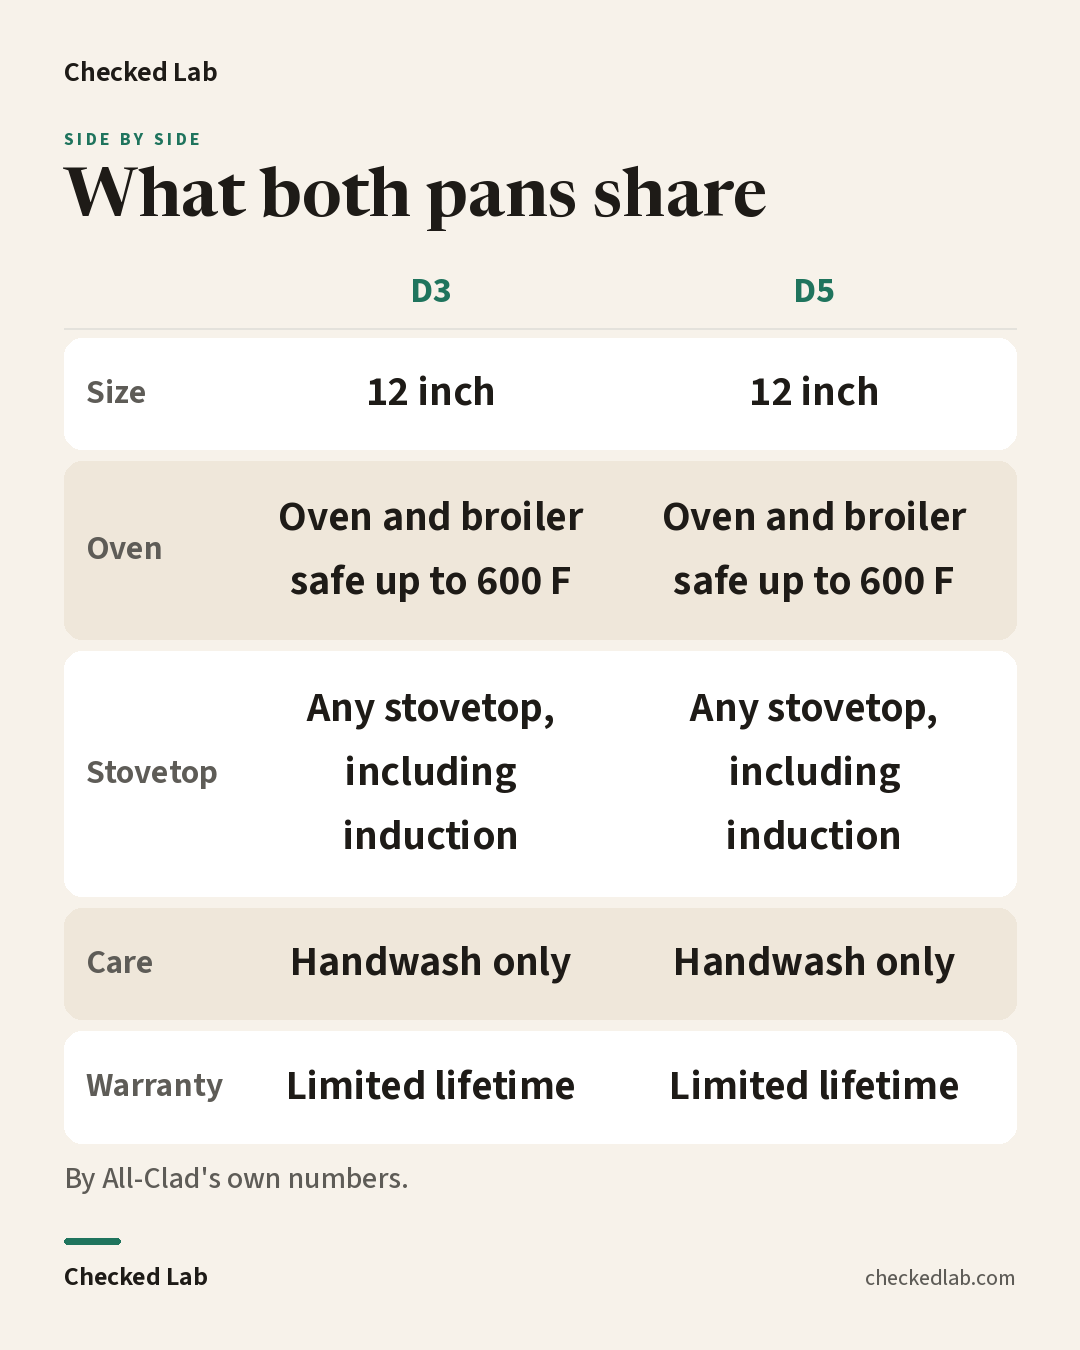 Checked Lab
SIDE BY SIDE
What both pans share
D3 D5
Size 12 inch 12 inch
Oven and broiler Oven and broiler
Oven
safe up to 600 F safe up to 600 F
Any stovetop, Any stovetop,
Stovetop including including
induction induction
Care Handwash only Handwash only
Warranty Limited lifetime Limited lifetime
By All-Clad's own numbers.
Checked Lab checkedlab.com